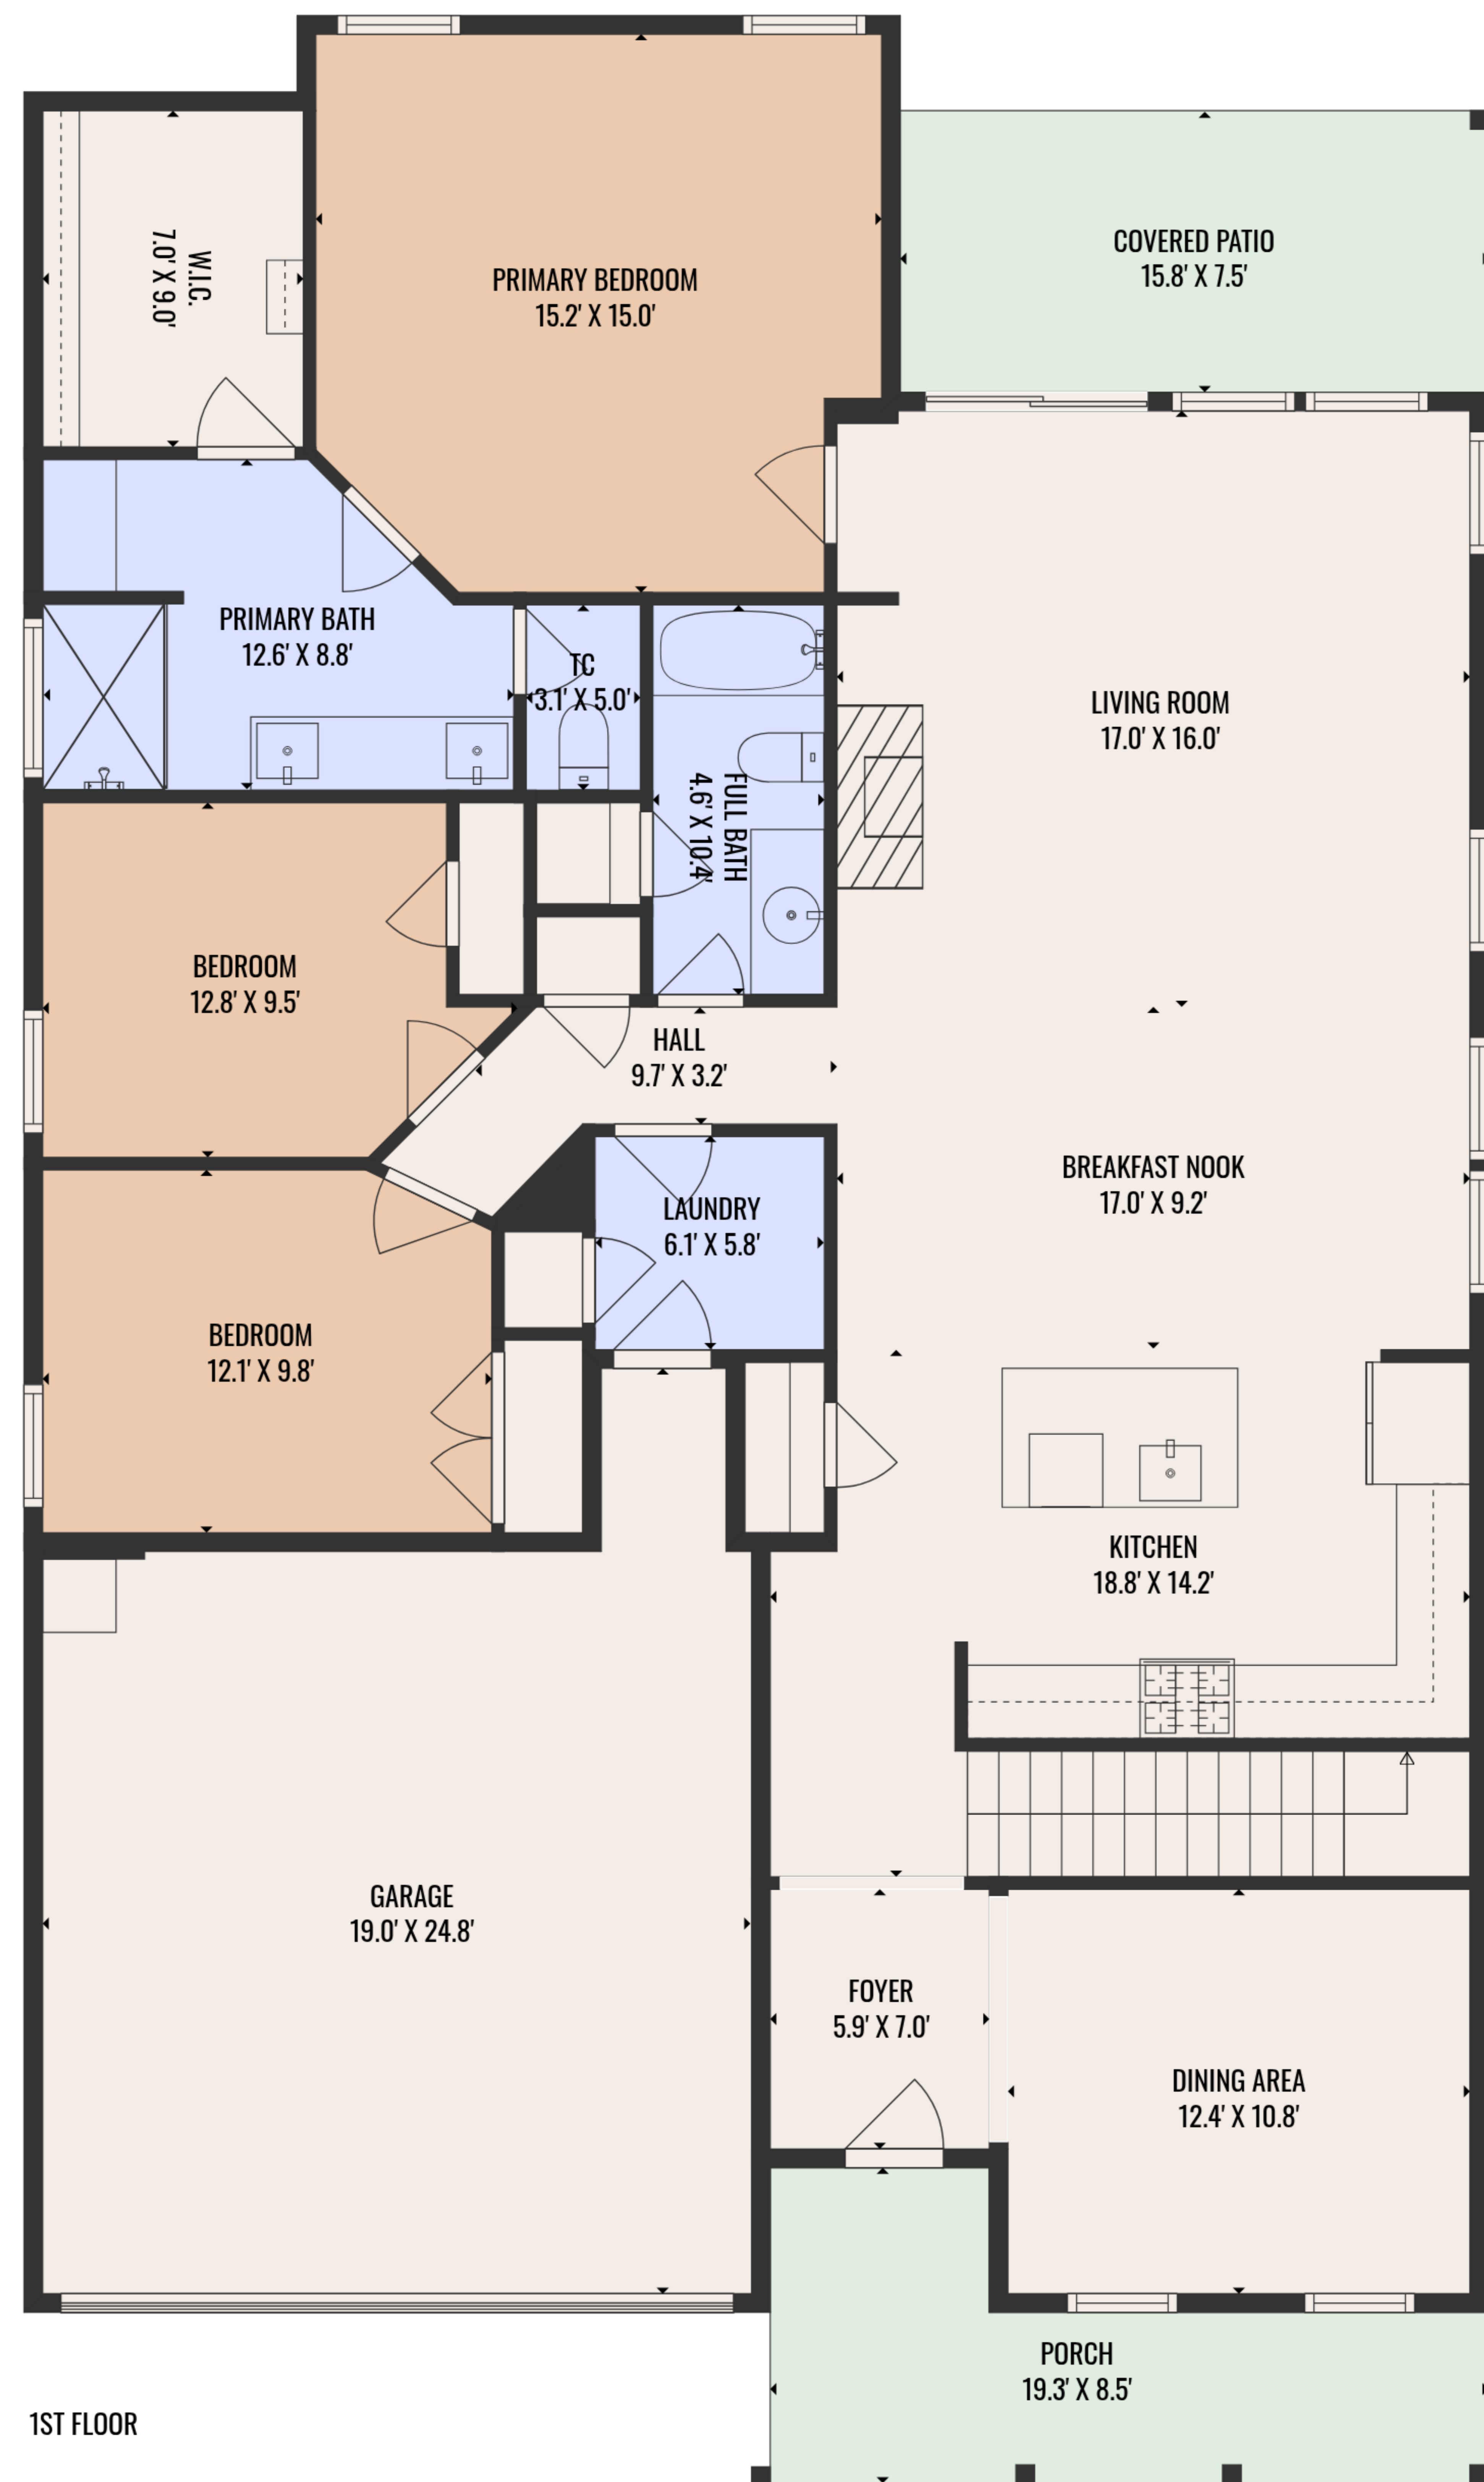 COVERED PATIO
15.8' X 7.5'
W.I.C.
7.0' X 9.0'
PRIMARY BEDROOM
15.2' X 15.0'
PRIMARY BATH
12.6' X 8.8'
TC
3.1' X 5.0'
LIVING ROOM
17.0' X 16.0'
FULL BATH
4.6' X 10.4'
BEDROOM
12.8' X 9.5'
HALL
9.7' X 3.2'
BREAKFAST NOOK
17.0' X 9.2'
LAUNDRY
6.1' X 5.8'
BEDROOM
12.1' X 9.8'
KITCHEN
18.8' X 14.2'
GARAGE
19.0' X 24.8'
FOYER
5.9' X 7.0'
DINING AREA
12.4' X 10.8'
PORCH
19.3' X 8.5'
1ST FLOOR